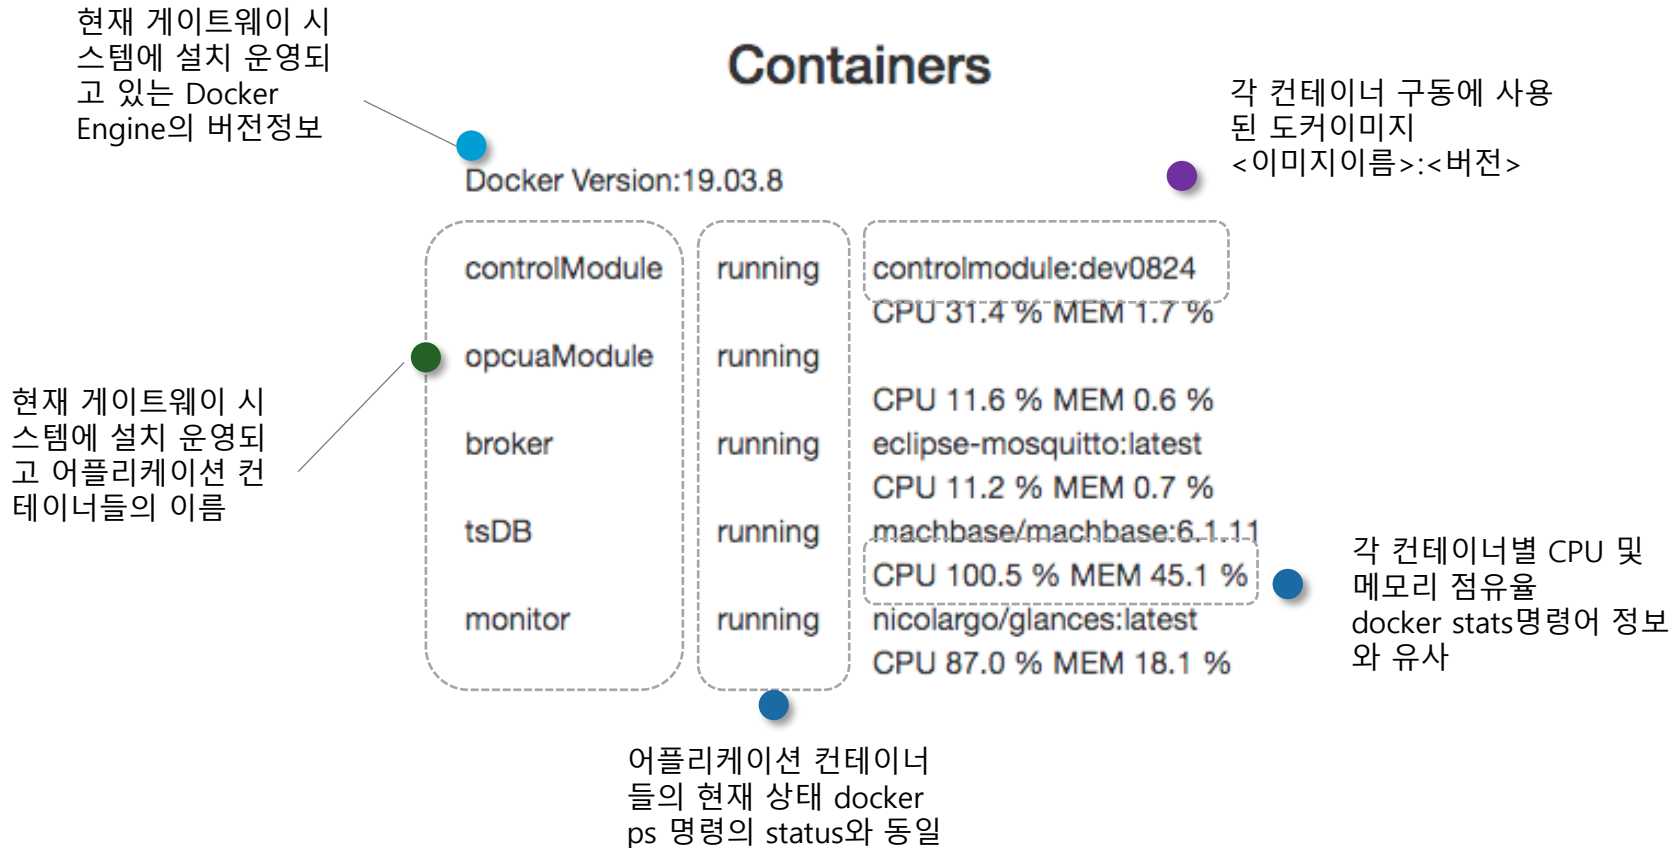 현재 게이트웨이 시
스템에 설치 운영되
고 있는 Docker
Engine의 버전정보
Containers
각 컨테이너 구동에 사용
된 도커이미지
<이미지이름>:<버전>
Docker Version:19.03.8
controlModule running controlmodule:dev0824
CPU 31.4 % MEM 1.7 %
opcuaModule running
CPU 11.6 % MEM 0.6 %
broker running eclipse-mosquitto:latest
CPU 11.2 % MEM 0.7 %
tsDB running machbase/machbase:6.1.11
CPU 100.5 % MEM 45.1 %
monitor running nicolargo/glances:latest
CPU 87.0 % MEM 18.1 %
현재 게이트웨이 시
스템에 설치 운영되
고 어플리케이션 컨
테이너들의 이름
각 컨테이너별 CPU 및
메모리 점유율
docker stats명령어 정보
와 유사
어플리케이션 컨테이너
들의 현재 상태 docker
ps 명령의 status와 동일